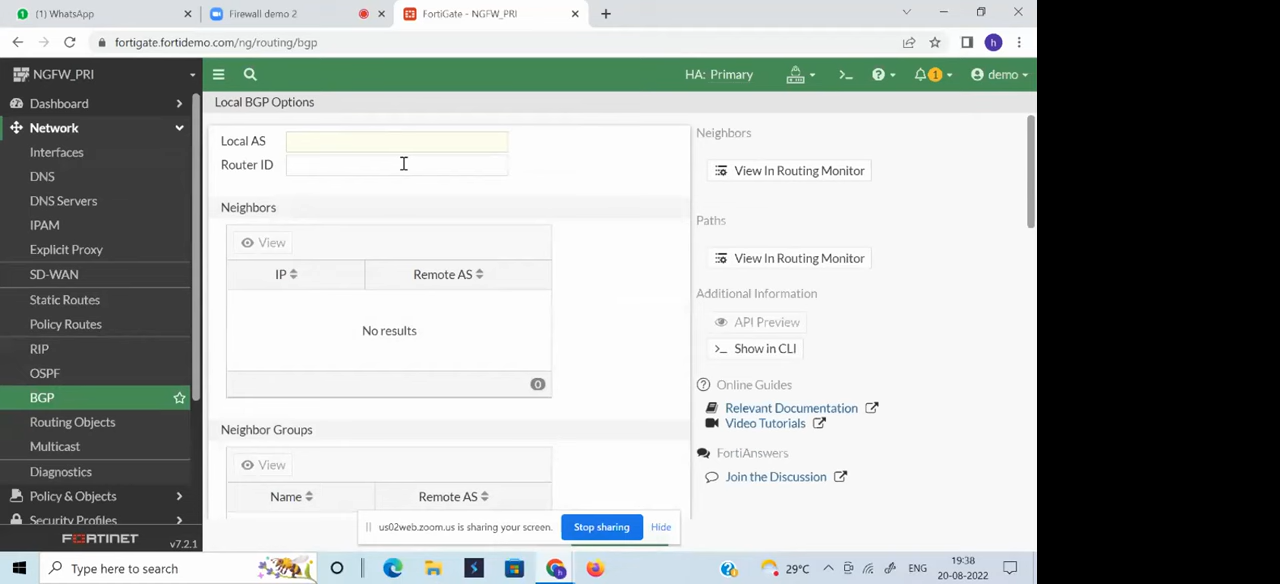 (1) WhatsApp
Firewall demo 2
FortiGate - NGFW_PRI
fortigate.fortidemo.com/ng/routing/bgp
h
NGFW_PRI
HA: Primary
1
demo
Dashboard
Network
Interfaces
DNS
DNS Servers
IPAM
Explicit Proxy
SD-WAN
Static Routes
Policy Routes
RIP
OSPF
BGP
Routing Objects
Multicast
Diagnostics
Policy & Objects
Security Profiles
FORTINET
v7.2.1
Local BGP Options
Local AS
Router ID
Neighbors
View
IP
Remote AS
No results
0
Neighbor Groups
View
Name
Remote AS
Neighbors
View In Routing Monitor
Paths
View In Routing Monitor
Additional Information
API Preview
>_ Show in CLI
Online Guides
Relevant Documentation
Video Tutorials
FortiAnswers
Join the Discussion
us02web.zoom.us is sharing your screen.
Stop sharing
Hide
Type here to search
29°C
ENG
19:38
20-08-2022